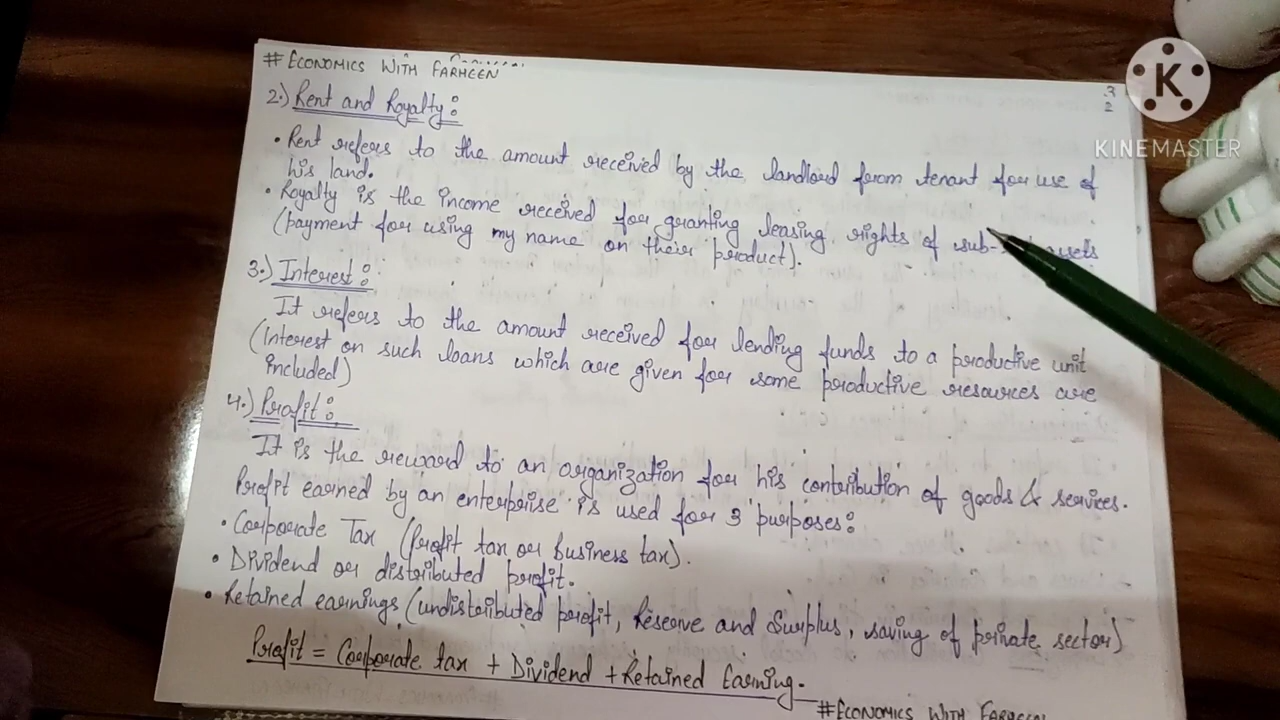 # ECONOMICS WITH FARHEEN
3
2
2.) Rent and Royalty:
• Rent refers to the amount received by the landlord from tenant for use of
his land.
• Royalty is the income received for granting leasing rights of sub-
(payment for using my name on their product).
3.) Interest:
It refers to the amount received for lending funds to a productive unit
(Interest on such loans which are given for some productive resources are
included)
4.) Profit:
It is the reward to an organization for his contribution of goods & services.
Profit earned by an enterprise is used for 3 purposes:
• Corporate Tax (Profit tax or Business tax).
• Dividend or distributed profit.
• Retained earnings (undistributed profit, Reserve and Surplus, saving of private sector)
Profit = Corporate tax + Dividend + Retained Earning.
#ECONOMICS WITH FARHEEN
K
KINEMASTER